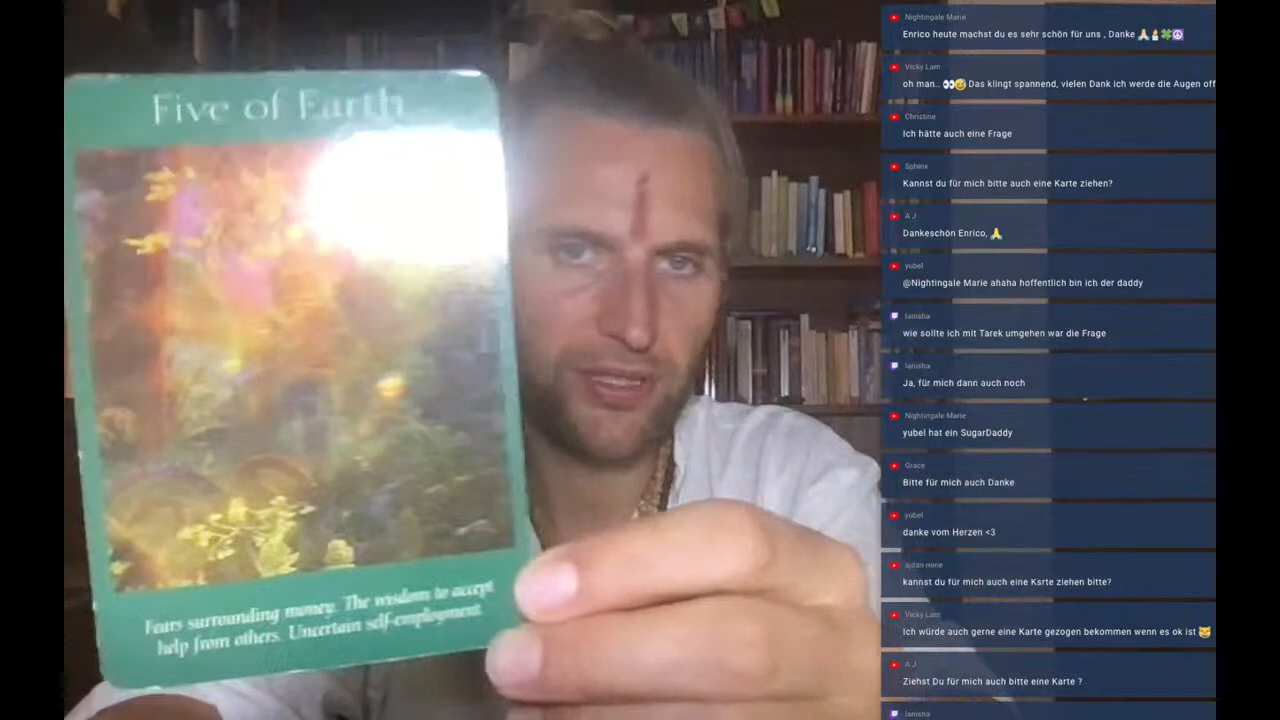 Five of Earth
Fears surrounding money. The wisdom to accept
help from others. Uncertain self-employment.
Nightingale Marie
Enrico heute machst du es sehr schön für uns , Danke 🙏🏻🕯️🍀☮️
Vicky Lam
oh man.. 👀😅 Das klingt spannend, vielen Dank ich werde die Augen off
Christine
Ich hätte auch eine Frage
Sphinx
Kannst du für mich bitte auch eine Karte ziehen?
A J
Dankeschön Enrico, 🙏
yubel
@Nightingale Marie ahaha hoffentlich bin ich der daddy
Ianisha
wie sollte ich mit Tarek umgehen war die Frage
Ianisha
Ja, für mich dann auch noch
Nightingale Marie
yubel hat ein SugarDaddy
Grace
Bitte für mich auch Danke
yubel
danke vom Herzen <3
ajdan none
kannst du für mich auch eine Ksrte ziehen bitte?
Vicky Lam
Ich würde auch gerne eine Karte gezogen bekommen wenn es ok ist 😼
A J
Ziehst Du für mich auch bitte eine Karte ?
Ianisha